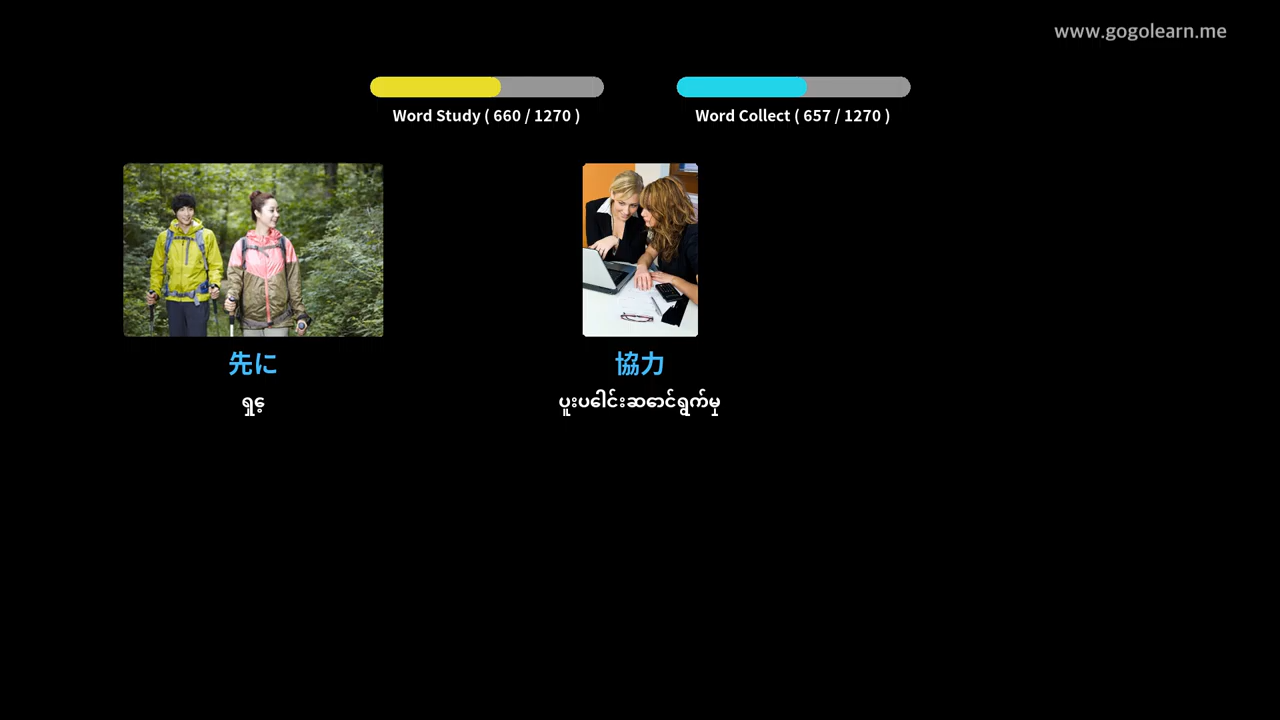 www.gogolearn.me
Word Study ( 660 / 1270 )
Word Collect ( 657 / 1270 )
先に
協力
ရှေ့
ပူးပေါင်းဆောင်ရွက်မှု